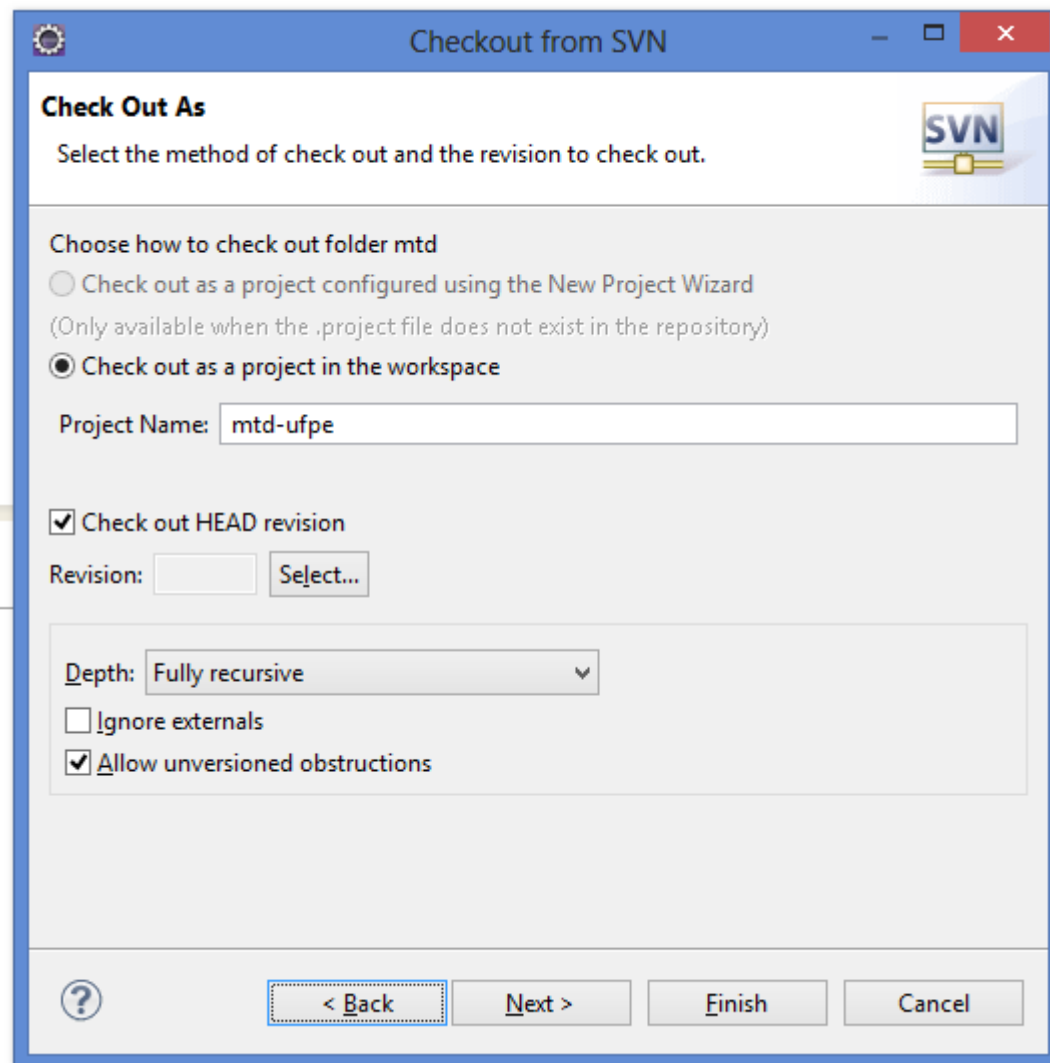 Checkout from SVN
Check Out As
Select the method of check out and the revision to check out.
SVN
Choose how to check out folder mtd
Check out as a project configured using the New Project Wizard
(Only available when the .project file does not exist in the repository)
Check out as a project in the workspace
Project Name: mtd-ufpe
Check out HEAD revision
Revision: Select...
Depth: Fully recursive
Ignore externals
Allow unversioned obstructions
? < Back Next > Finish Cancel